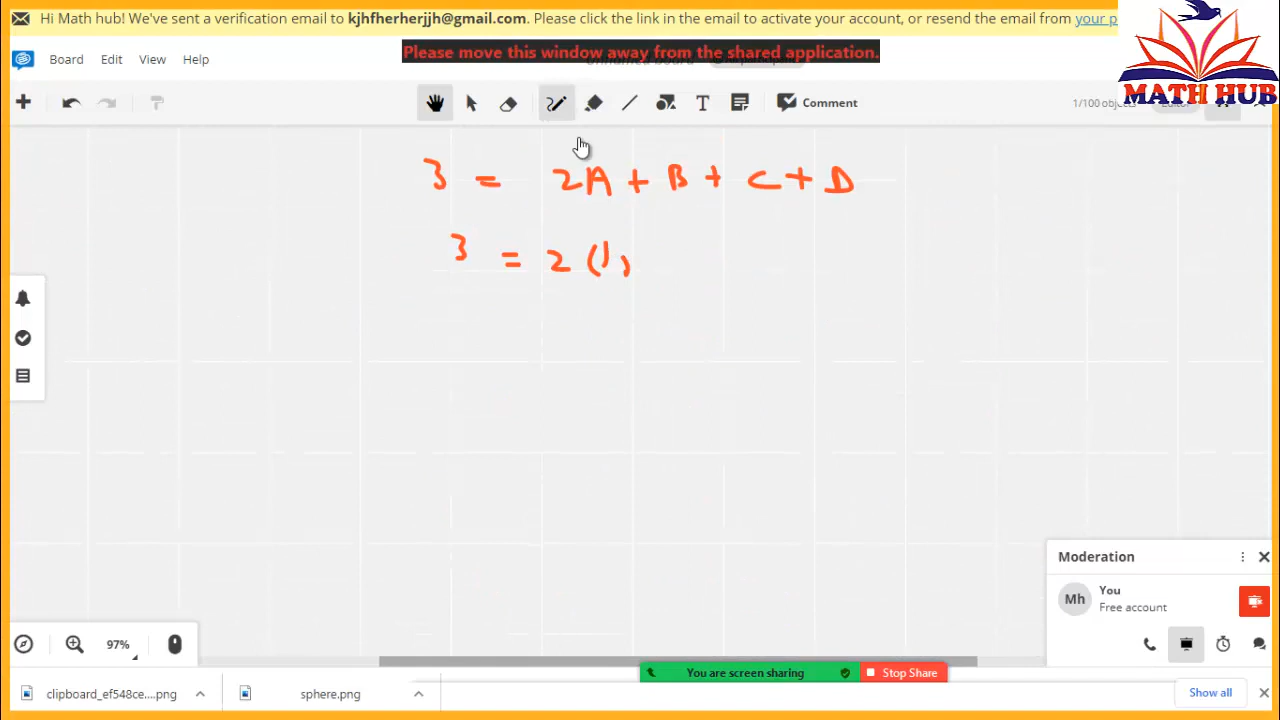 Hi Math hub! We've sent a verification email to kjhfherherjjh@gmail.com. Please click the link in the email to activate your account, or resend the email from your p
Board Edit View Help
Please move this window away from the shared application.
Comment
1/100 objects
MATH HUB
3 = 2A + B + C + D
3 = 2 (1)
Moderation
Mh You
Free account
97%
You are screen sharing Stop Share
clipboard_ef548ce....png sphere.png Show all